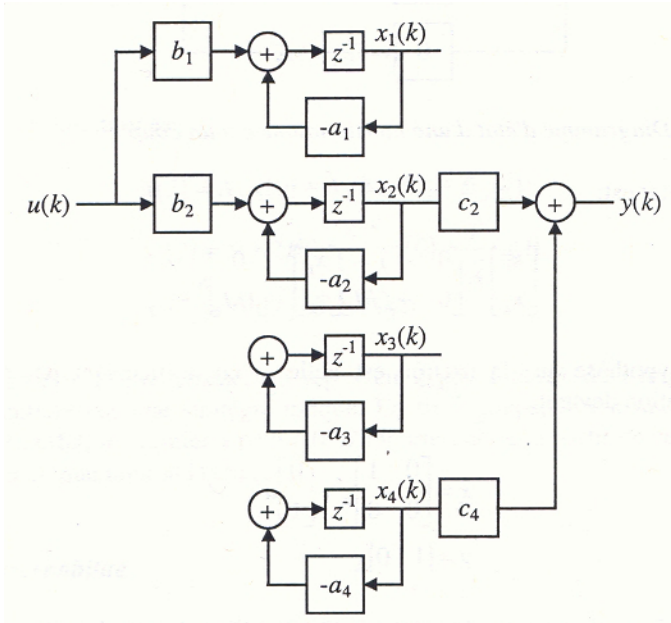 b₁
+
z⁻¹
x₁(k)
-a₁
u(k)
b₂
+
z⁻¹
x₂(k)
c₂
+
y(k)
-a₂
+
z⁻¹
x₃(k)
-a₃
+
z⁻¹
x₄(k)
c₄
-a₄